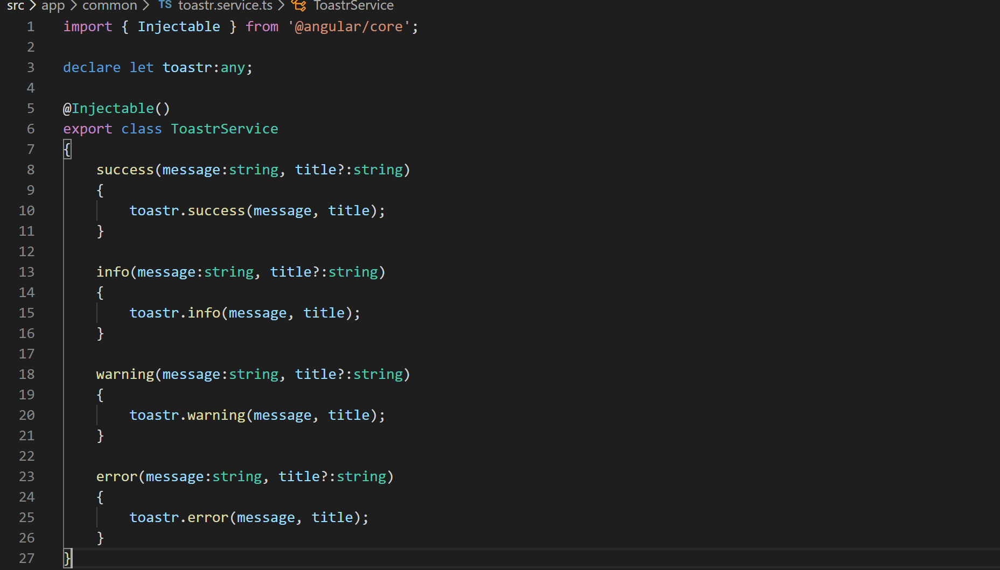 src > app > common > TS toastr.service.ts > ToastrService
1 import { Injectable } from '@angular/core';
2
3 declare let toastr:any;
4
5 @Injectable()
6 export class ToastrService
7 {
8     success(message:string, title?:string)
9     {
10         toastr.success(message, title);
11     }
12
13     info(message:string, title?:string)
14     {
15         toastr.info(message, title);
16     }
17
18     warning(message:string, title?:string)
19     {
20         toastr.warning(message, title);
21     }
22
23     error(message:string, title?:string)
24     {
25         toastr.error(message, title);
26     }
27 }